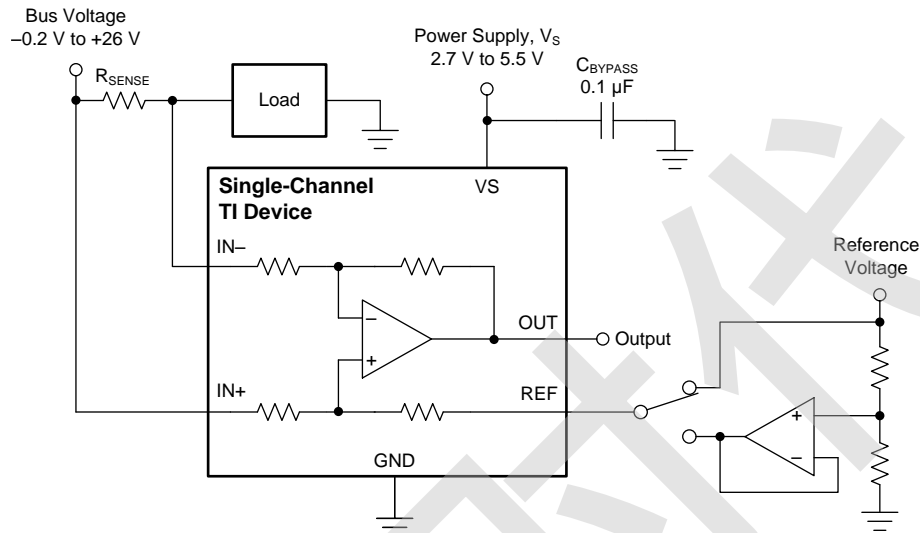 Bus Voltage
–0.2 V to +26 V
RSENSE
Load
Power Supply, VS
2.7 V to 5.5 V
CBYPASS
0.1 µF
Single-Channel
TI Device
VS
IN–
–
+
OUT
Output
IN+
REF
GND
Reference
Voltage
+
–